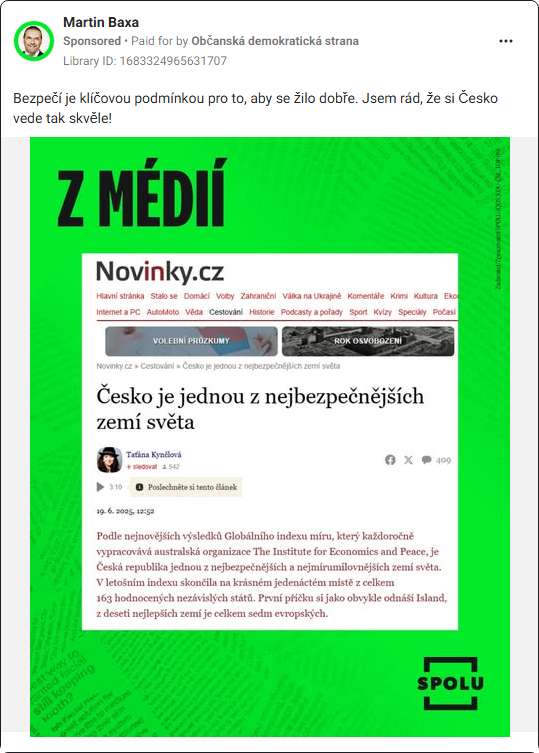 Martin Baxa
Sponsored • Paid for by Občanská demokratická strana
Library ID: 1683324965631707
Bezpečí je klíčovou podmínkou pro to, aby se žilo dobře. Jsem rád, že si Česko
vede tak skvěle!
Z MÉDIÍ
Novinky.cz
Hlavní stránka Stalo se Domácí Volby Zahraniční Válka na Ukrajině Komentáře Krimi Kultura Eko
Internet a PC AutoMoto Věda Cestování Historie Podcasty a pořady Sport Kvízy Speciály Počasí
VOLEBNÍ PRŮZKUMY
ROK OSVOBOZENÍ
Novinky.cz » Cestování » Česko je jednou z nejbezpečnějších zemí světa
Česko je jednou z nejbezpečnějších
zemí světa
Taťána Kynčlová
+ sledovat 542
409
3:16 Poslechněte si tento článek
19. 6. 2025, 12:52
Podle nejnovějších výsledků Globálního indexu míru, který každoročně
vypracovává australská organizace The Institute for Economics and Peace, je
Česká republika jednou z nejbezpečnějších a nejmírumilovnějších zemí světa.
V letošním indexu skončila na krásném jedenáctém místě z celkem
163 hodnocených nezávislých států. První příčku si jako obvykle odnáší Island,
z deseti nejlepších zemí je celkem sedm evropských.
SPOLU